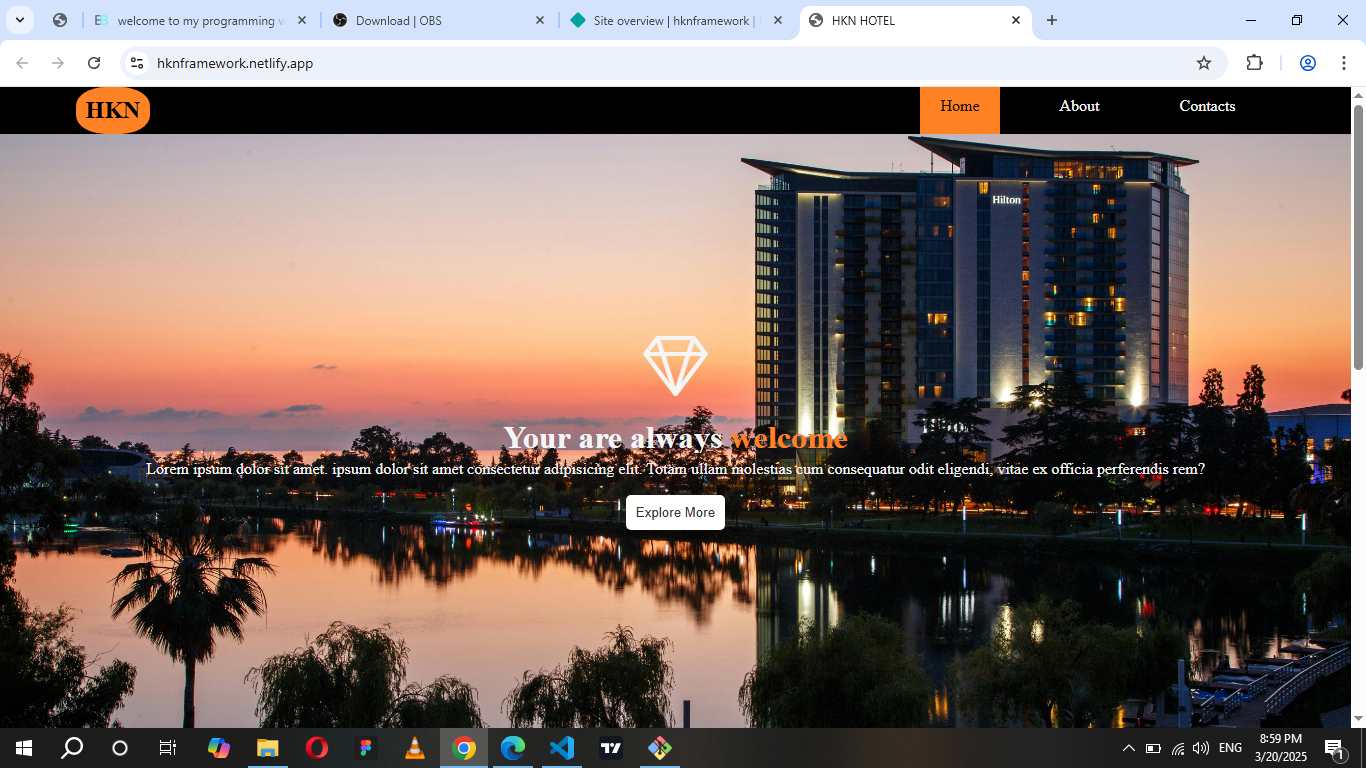 welcome to my programming w
Download | OBS
Site overview | hknframework |
HKN HOTEL
hknframework.netlify.app
HKN
Home
About
Contacts
Hilton
Your are always welcome
Lorem ipsum dolor sit amet. ipsum dolor sit amet consectetur adipisicing elit. Totam ullam molestias cum consequatur odit eligendi, vitae ex officia perferendis rem?
Explore More
ENG
8:59 PM
3/20/2025
1